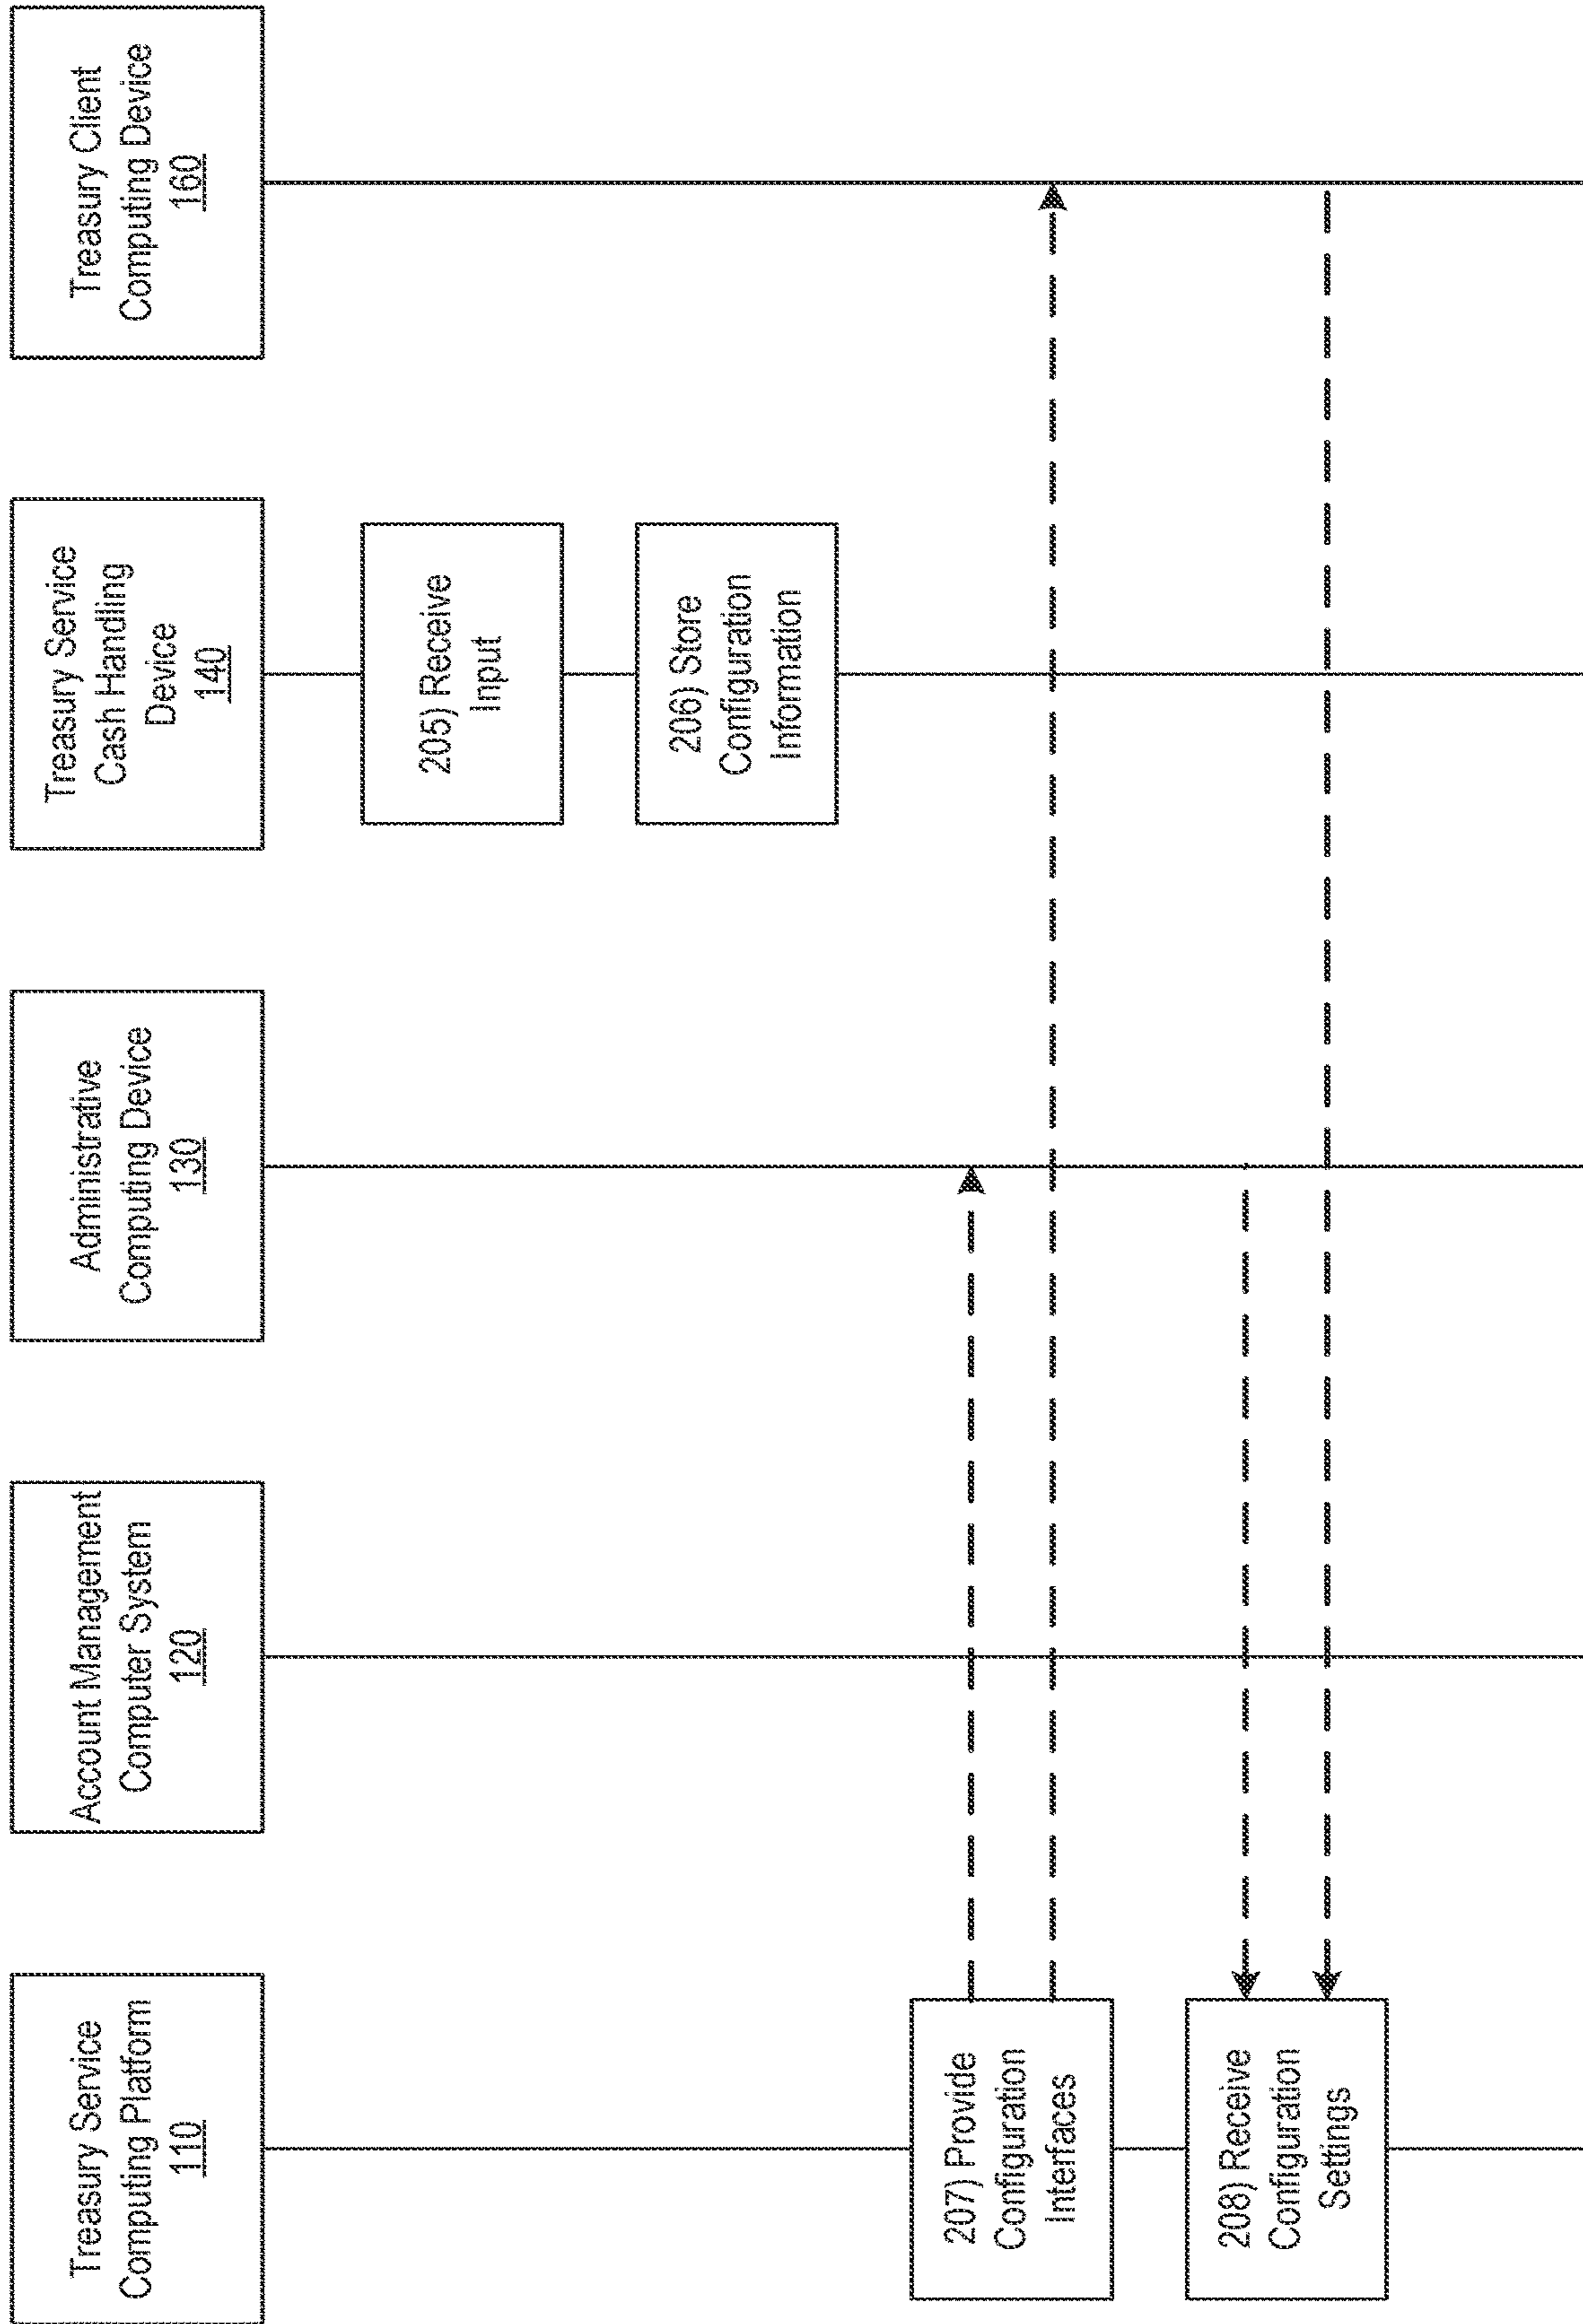 Treasury Service
Computing Platform
110
Account Management
Computer System
120
Administrative
Computing Device
130
Treasury Service
Cash Handling
Device
140
Treasury Client
Computing Device
160
205) Receive
Input
206) Store
Configuration
Information
207) Provide
Configuration
Interfaces
208) Receive
Configuration
Settings